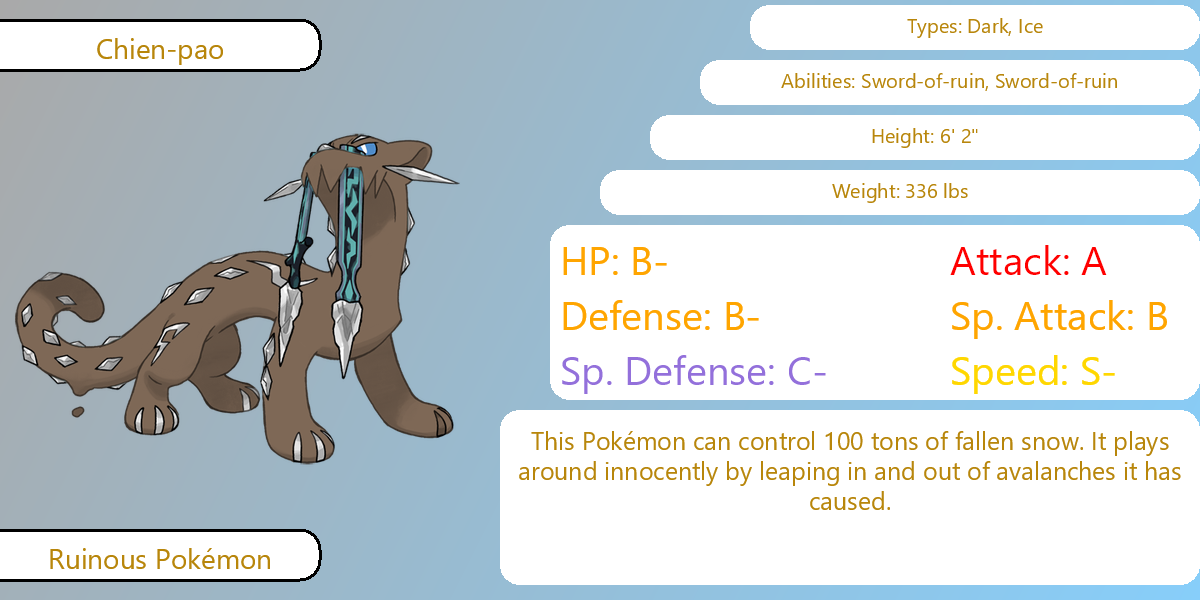 Chien-pao
Types: Dark, Ice
Abilities: Sword-of-ruin, Sword-of-ruin
Height: 6' 2"
Weight: 336 lbs
HP: B-
Attack: A
Defense: B-
Sp. Attack: B
Sp. Defense: C-
Speed: S-
This Pokémon can control 100 tons of fallen snow. It plays
around innocently by leaping in and out of avalanches it has
caused.
Ruinous Pokémon